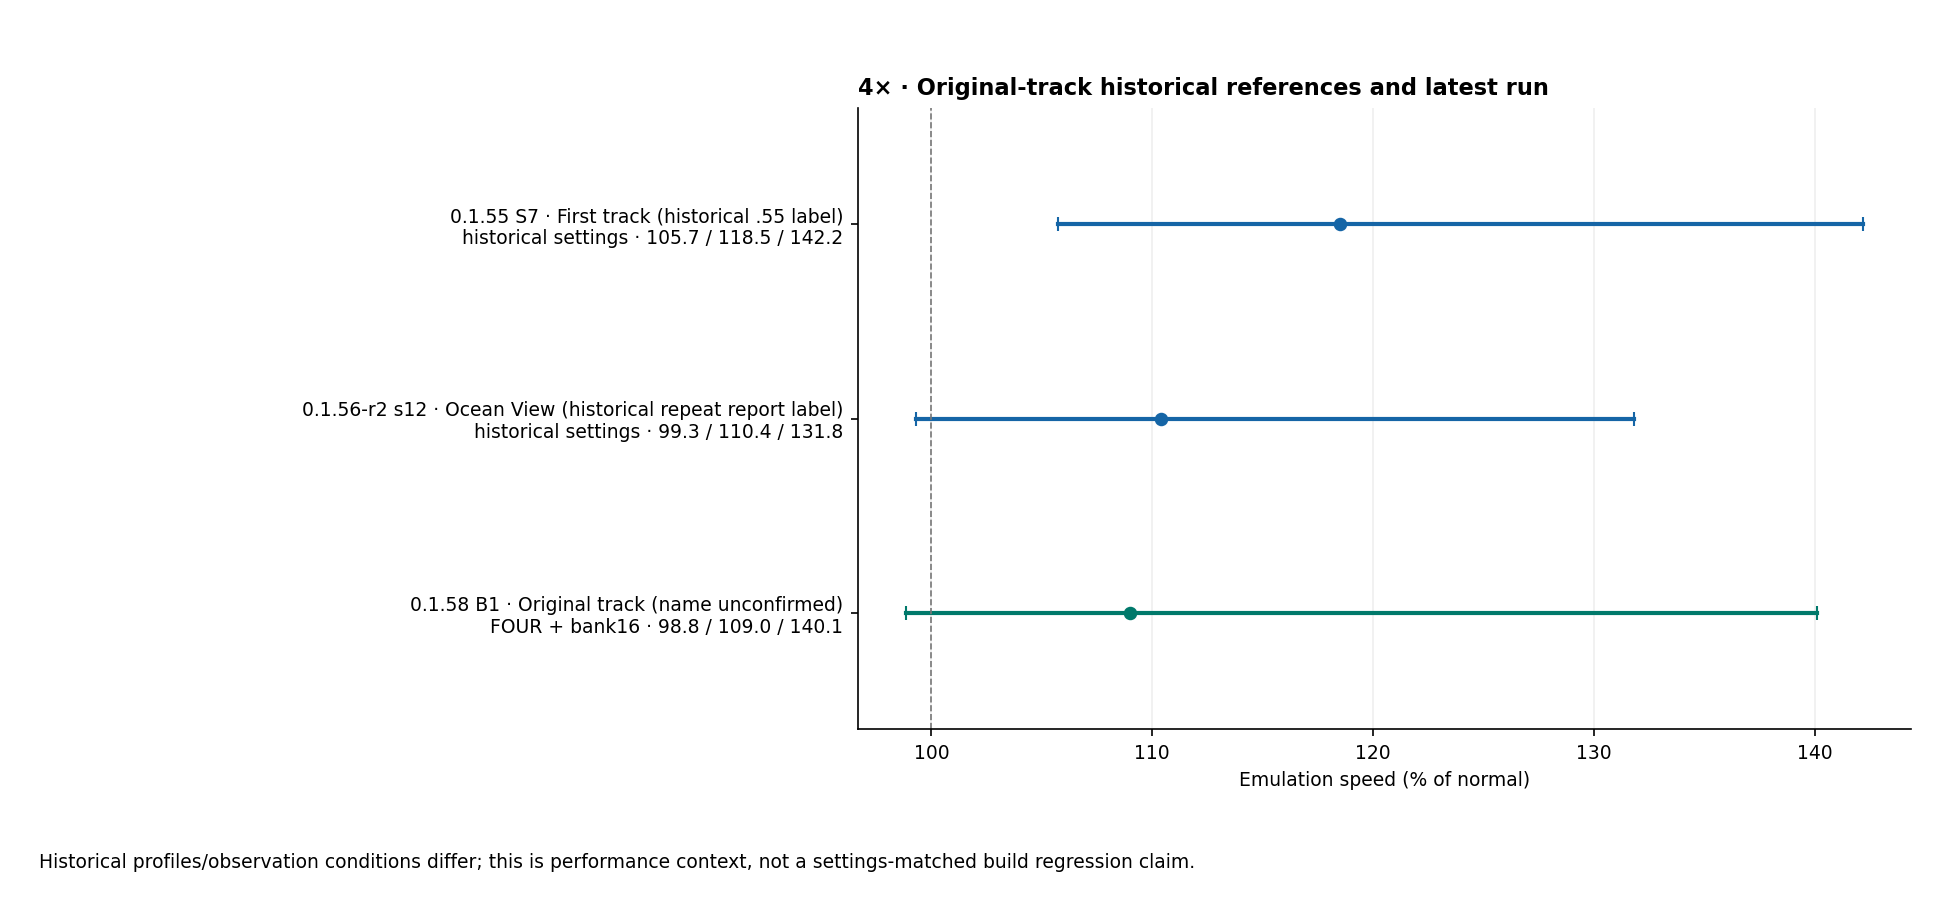 4× · Original-track historical references and latest run
0.1.55 S7 · First track (historical .55 label)
historical settings · 105.7 / 118.5 / 142.2
0.1.56-r2 s12 · Ocean View (historical repeat report label)
historical settings · 99.3 / 110.4 / 131.8
0.1.58 B1 · Original track (name unconfirmed)
FOUR + bank16 · 98.8 / 109.0 / 140.1
100 110 120 130 140
Emulation speed (% of normal)
Historical profiles/observation conditions differ; this is performance context, not a settings-matched build regression claim.